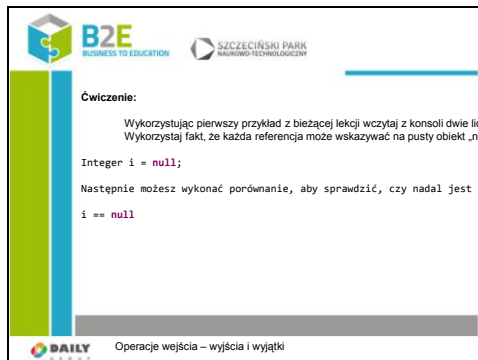 B2E
BUSINESS TO EDUCATION
SZCZECIŃSKI PARK
NAUKOWO-TECHNOLOGICZNY
Ćwiczenie:
Wykorzystując pierwszy przykład z bieżącej lekcji wczytaj z konsoli dwie lic
Wykorzystaj fakt, że każda referencja może wskazywać na pusty obiekt „n
Integer i = null;
Następnie możesz wykonać porównanie, aby sprawdzić, czy nadal jest
i == null
DAILY
GROUP
Operacje wejścia – wyjścia i wyjątki